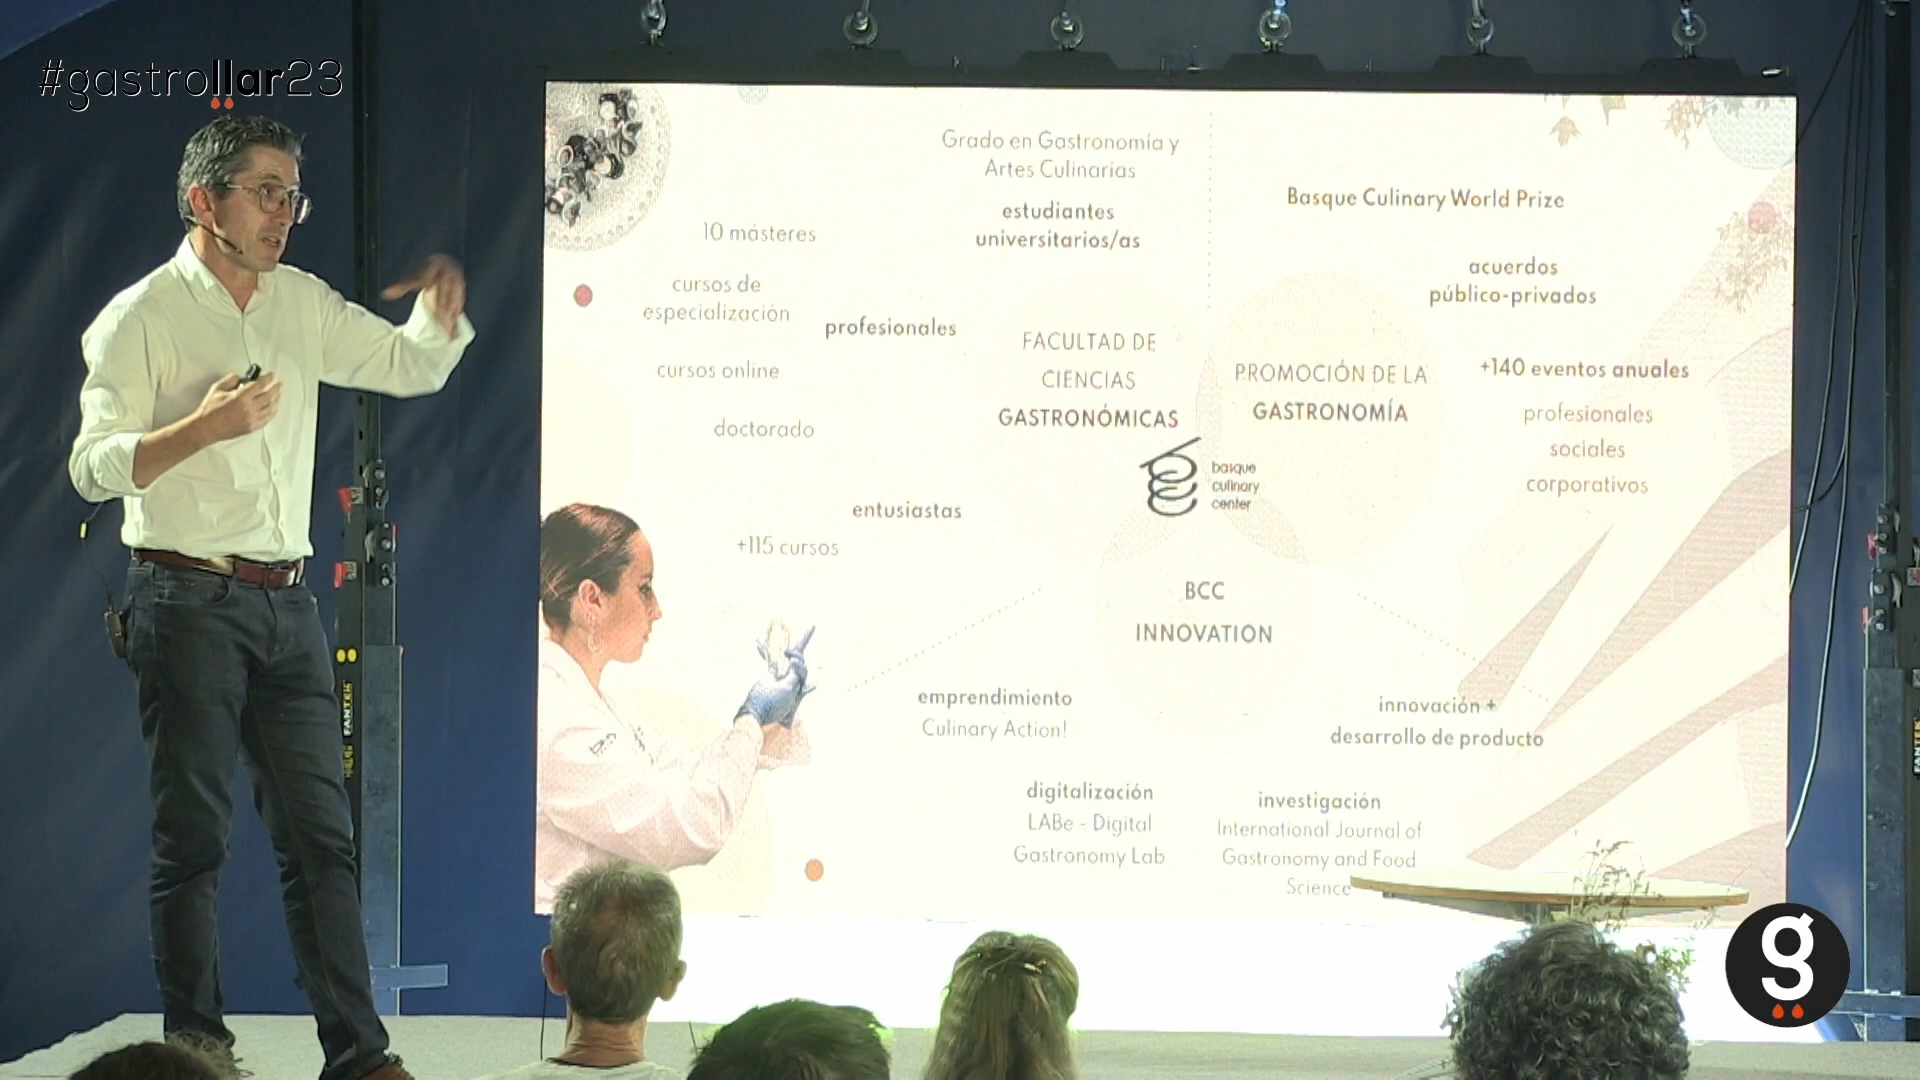 #gastrollar23
Grado en Gastronomía y
Artes Culinarias
estudiantes
universitarios/as
10 másteres
cursos de
especialización
profesionales
cursos online
doctorado
entusiastas
+115 cursos
FACULTAD DE
CIENCIAS
GASTRONÓMICAS
Basque Culinary World Prize
acuerdos
público-privados
PROMOCIÓN DE LA
GASTRONOMÍA
+140 eventos anuales
profesionales
sociales
corporativos
basque
culinary
center
BCC
INNOVATION
emprendimiento
Culinary Action!
innovación +
desarrollo de producto
digitalización
LABe - Digital
Gastronomy Lab
investigación
International Journal of
Gastronomy and Food
Science
FANTEK
FANTEK
g